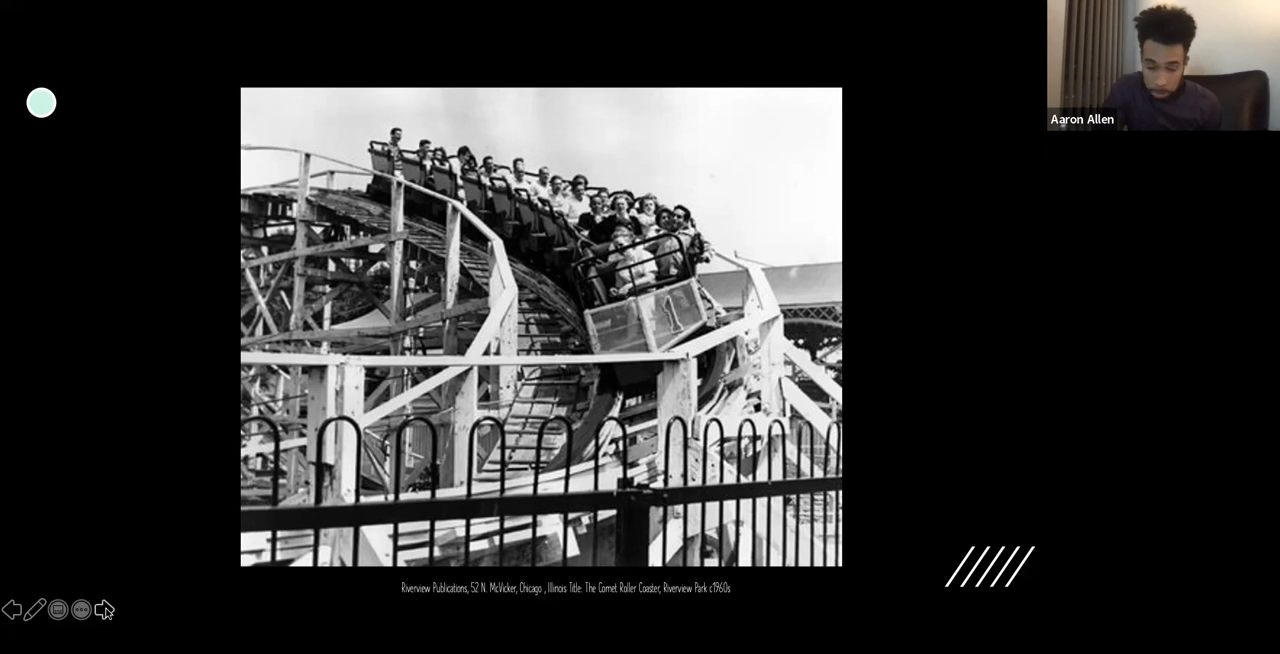 Aaron Allen
1
Riverview Publications, 52 N. McVicker, Chicago , Illinois Title: The Comet Roller Coaster, Riverview Park c1960s